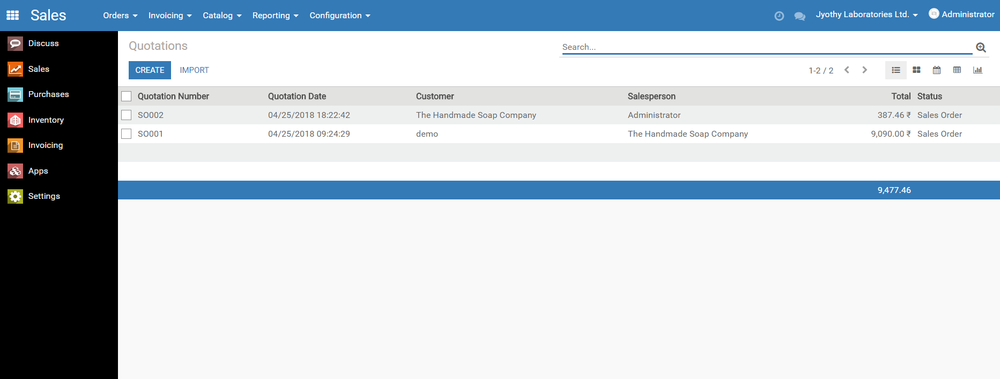 Sales Orders Invoicing Catalog Reporting Configuration Jyothy Laboratories Ltd. Administrator
Discuss
Sales
Purchases
Inventory
Invoicing
Apps
Settings
Quotations
Search...
CREATE IMPORT 1-2 / 2
Quotation Number Quotation Date Customer Salesperson Total Status
SO002 04/25/2018 18:22:42 The Handmade Soap Company Administrator 387.46 ₹ Sales Order
SO001 04/25/2018 09:24:29 demo The Handmade Soap Company 9,090.00 ₹ Sales Order
9,477.46